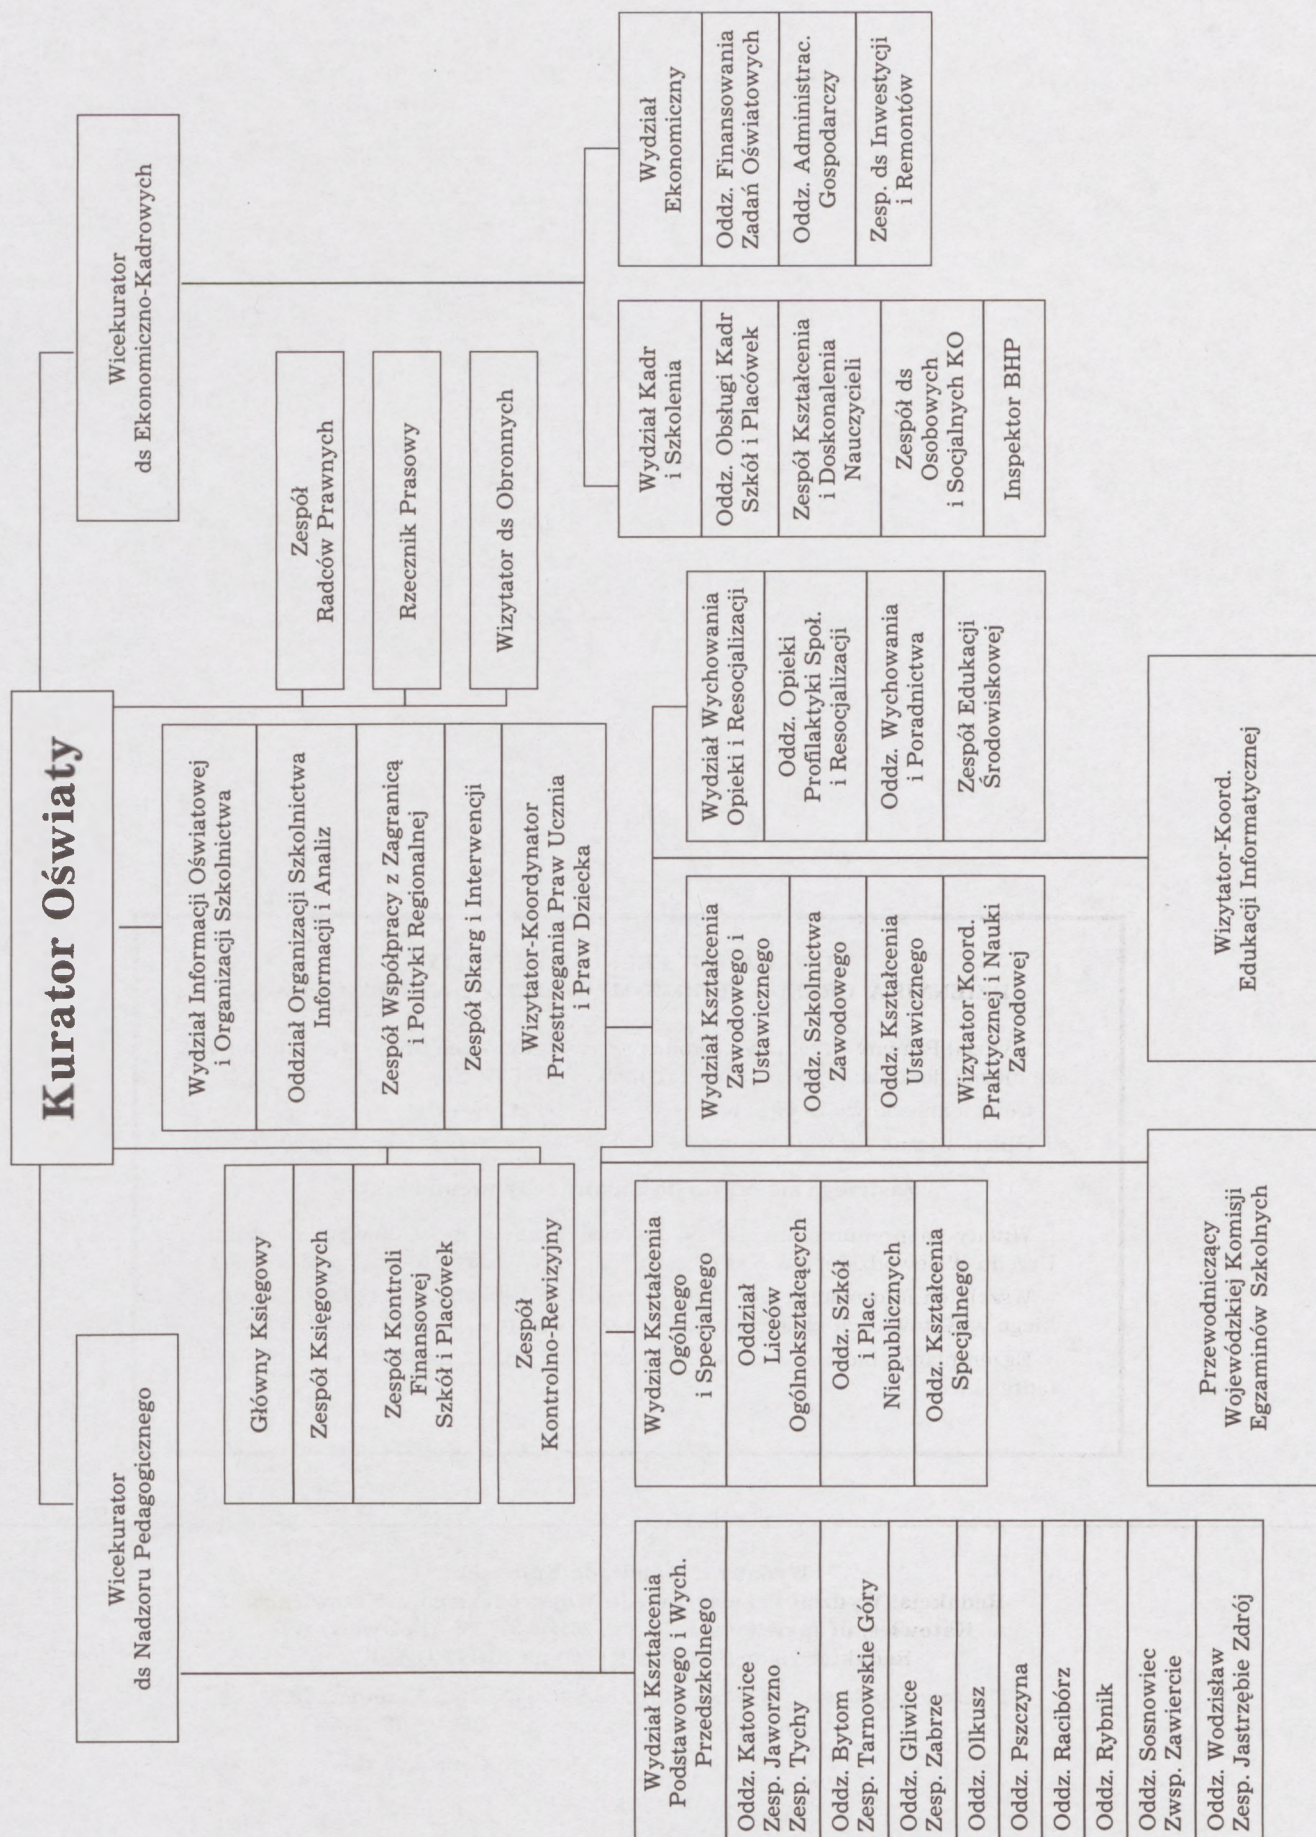 Kurator Oświaty
Wicekurator
ds Nadzoru Pedagogicznego
Wicekurator
ds Ekonomiczno-Kadrowych
Główny Księgowy
Zespół Księgowych
Zespół Kontroli
Finansowej
Szkół i Placówek
Zespół
Kontrolno-Rewizyjny
Wydział Informacji Oświatowej
i Organizacji Szkolnictwa
Oddział Organizacji Szkolnictwa
Informacji i Analiz
Zespół Współpracy z Zagranicą
i Polityki Regionalnej
Zespół Skarg i Interwencji
Wizytator-Koordynator
Przestrzegania Praw Ucznia
i Praw Dziecka
Zespół
Radców Prawnych
Rzecznik Prasowy
Wizytator ds Obronnych
Wydział Kształcenia
Podstawowego i Wych.
Przedszkolnego
Oddz. Katowice
Zesp. Jaworzno
Zesp. Tychy
Oddz. Bytom
Zesp. Tarnowskie Góry
Oddz. Gliwice
Zesp. Zabrze
Oddz. Olkusz
Oddz. Pszczyna
Oddz. Racibórz
Oddz. Rybnik
Oddz. Sosnowiec
Zwsp. Zawiercie
Oddz. Wodzisław
Zesp. Jastrzębie Zdrój
Wydział Kształcenia
Ogólnego
i Specjalnego
Oddział
Liceów
Ogólnokształcących
Oddz. Szkół
i Plac.
Niepublicznych
Oddz. Kształcenia
Specjalnego
Wydział Kształcenia
Zawodowego i
Ustawicznego
Oddz. Szkolnictwa
Zawodowego
Oddz. Kształcenia
Ustawicznego
Wizytator Koord.
Praktycznej Nauki
Zawodowej
Wydział Wychowania
Opieki i Resocjalizacji
Oddz. Opieki
Profilaktyki Społ.
i Resocjalizacji
Oddz. Wychowania
i Poradnictwa
Zespół Edukacji
Środowiskowej
Wydział Kadr
i Szkolenia
Oddz. Obsługi Kadr
Szkół i Placówek
Zespół Kształcenia
i Doskonalenia
Nauczycieli
Zespół ds
Osobowych
i Socjalnych KO
Inspektor BHP
Wydział
Ekonomiczny
Oddz. Finansowania
Zadań Oświatowych
Oddz. Administrac.
Gospodarczy
Zesp. ds Inwestycji
i Remontów
Przewodniczący
Wojewódzkiej Komisji
Egzaminów Szkolnych
Wizytator-Koord.
Edukacji Informatycznej